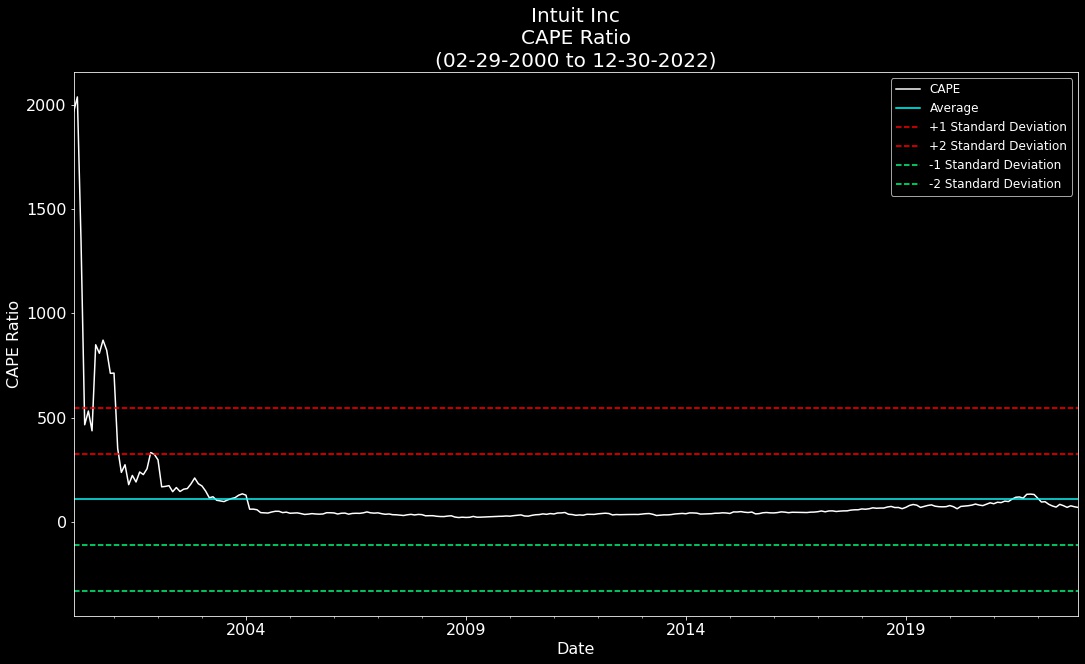 Intuit Inc
CAPE Ratio
(02-29-2000 to 12-30-2022)
CAPE
Average
+1 Standard Deviation
+2 Standard Deviation
-1 Standard Deviation
-2 Standard Deviation
CAPE Ratio
2000
1500
1000
500
0
2004
2009
2014
2019
Date